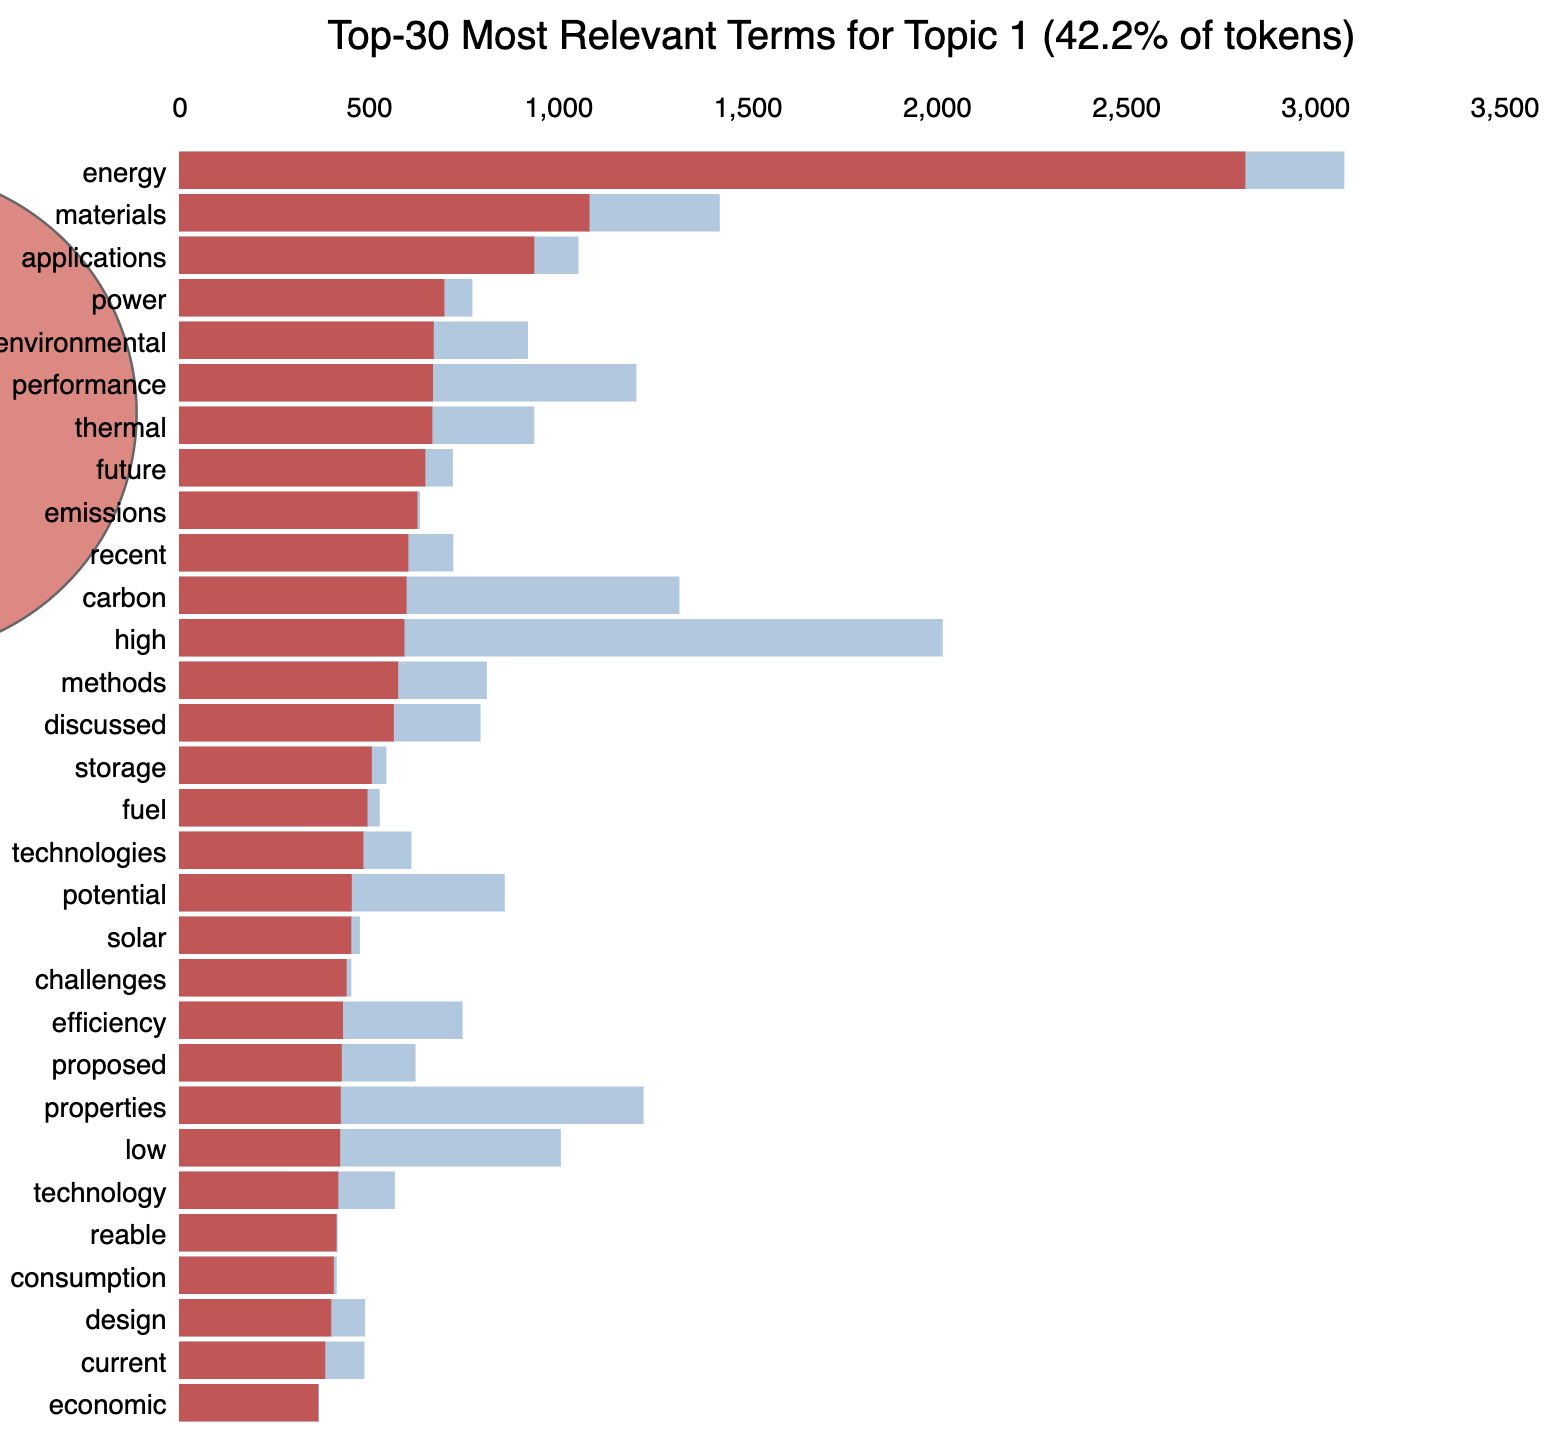 Top-30 Most Relevant Terms for Topic 1 (42.2% of tokens)
0 500 1,000 1,500 2,000 2,500 3,000 3,500
energy
materials
applications
power
environmental
performance
thermal
future
emissions
recent
carbon
high
methods
discussed
storage
fuel
technologies
potential
solar
challenges
efficiency
proposed
properties
low
technology
reable
consumption
design
current
economic